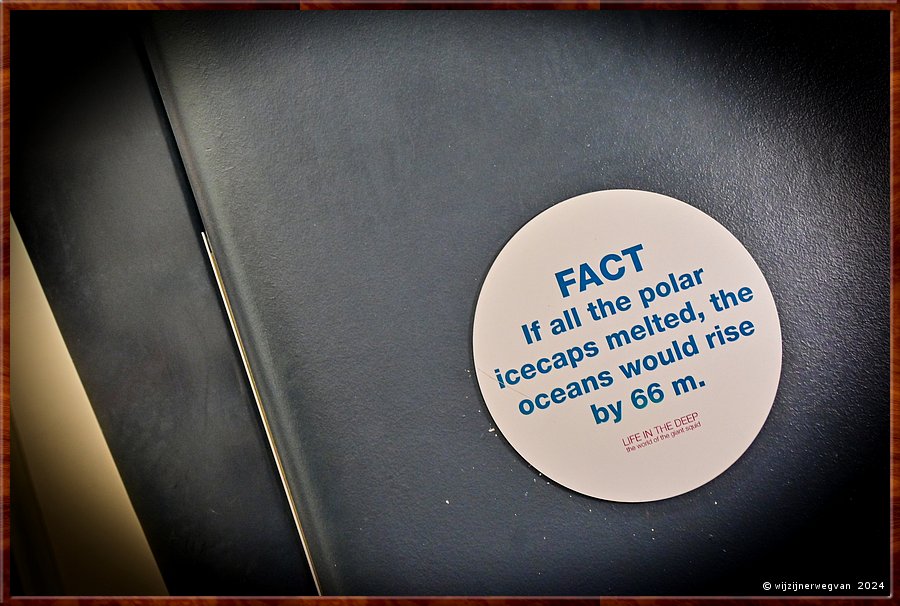 FACT
If all the polar
icecaps melted, the
oceans would rise
by 66 m.
LIFE IN THE DEEP
the world of the giant squid
© wijzijnerwegvan 2024